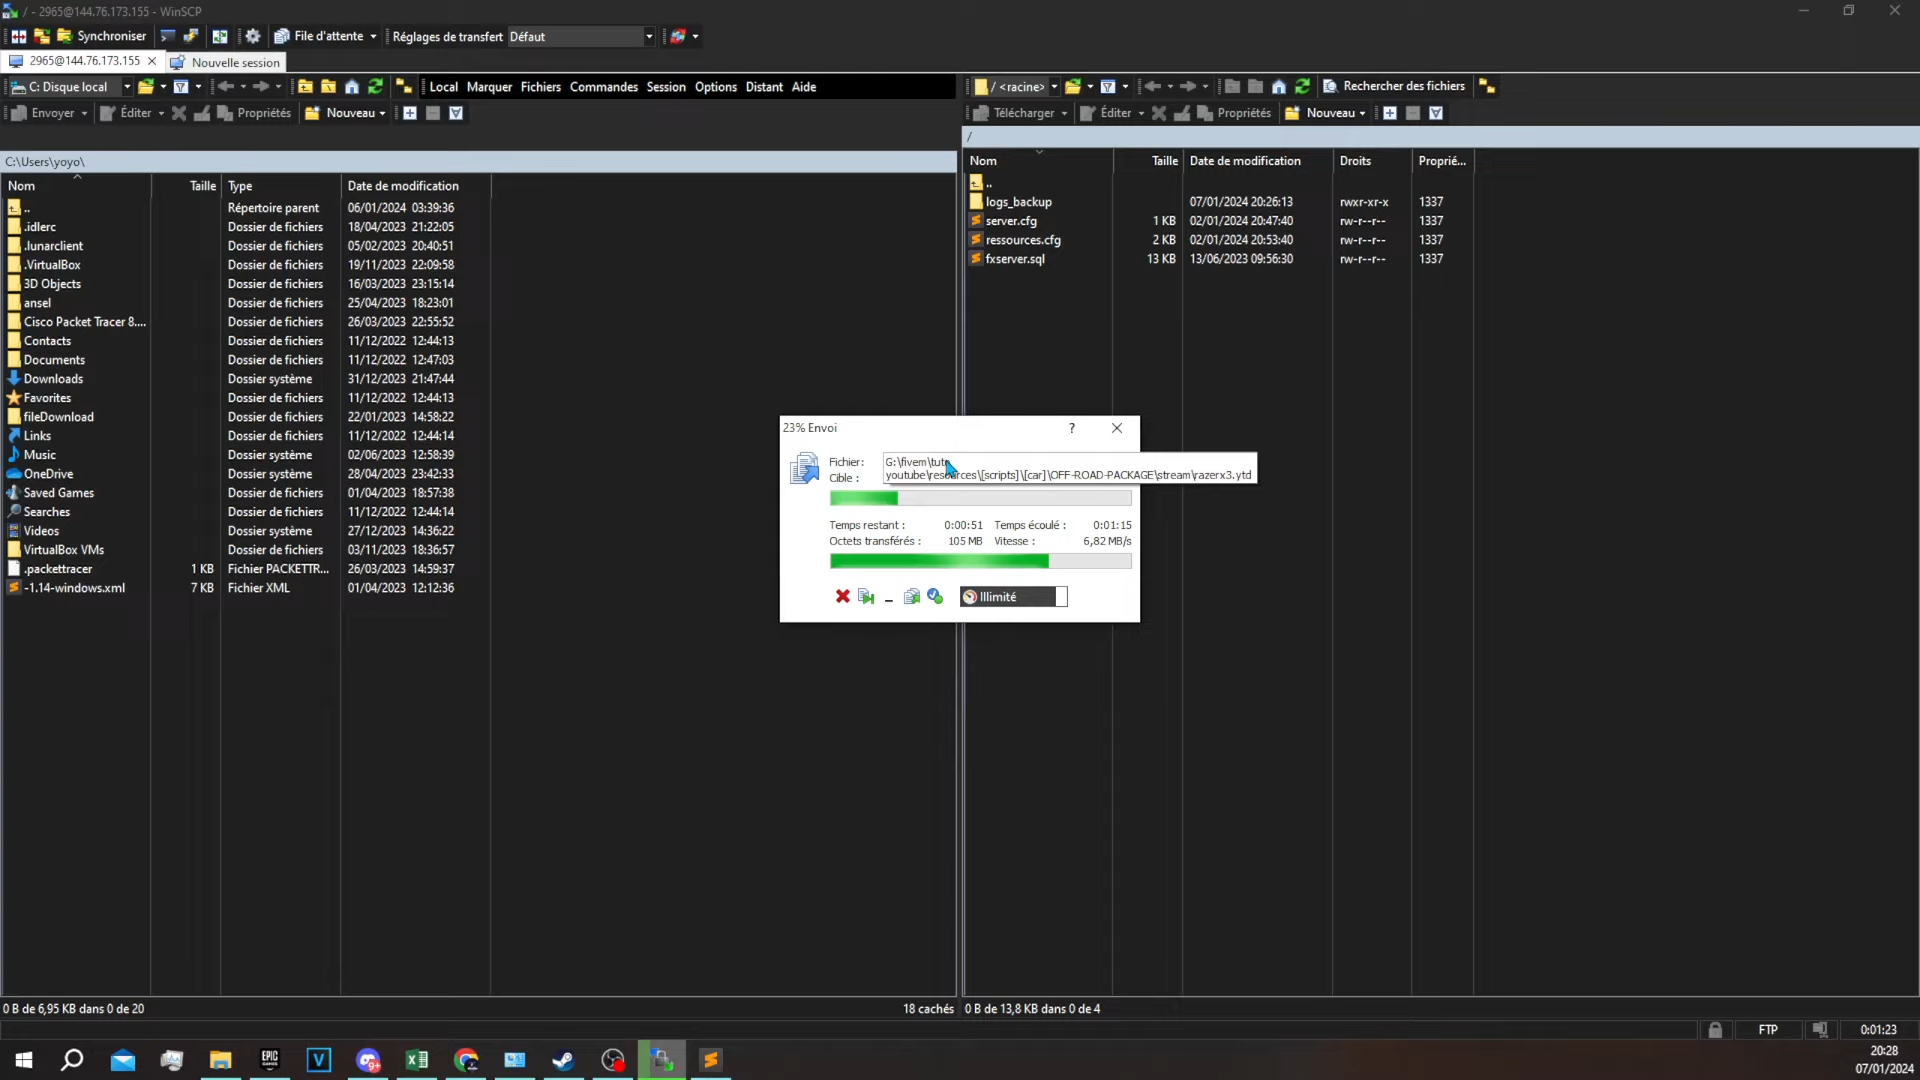 / - 2965@144.76.173.155 - WinSCP
Synchroniser File d'attente Réglages de transfert Défaut
2965@144.76.173.155 Nouvelle session
C: Disque local Local Marquer Fichiers Commandes Session Options Distant Aide
/ <racine> Rechercher des fichiers
Envoyer Éditer Propriétés Nouveau
Télécharger Éditer Propriétés Nouveau
C:\Users\yoyo\
Nom Taille Type Date de modification
.. Répertoire parent 06/01/2024 03:39:36
.idlerc Dossier de fichiers 18/04/2023 21:22:05
.lunarclient Dossier de fichiers 05/02/2023 20:40:51
.VirtualBox Dossier de fichiers 19/11/2023 22:09:58
3D Objects Dossier de fichiers 16/03/2023 23:15:14
ansel Dossier de fichiers 25/04/2023 18:23:01
Cisco Packet Tracer 8.... Dossier de fichiers 26/03/2023 22:55:52
Contacts Dossier de fichiers 11/12/2022 12:44:13
Documents Dossier de fichiers 11/12/2022 12:47:03
Downloads Dossier système 31/12/2023 21:47:44
Favorites Dossier de fichiers 11/12/2022 12:44:13
fileDownload Dossier de fichiers 22/01/2023 14:58:22
Links Dossier de fichiers 11/12/2022 12:44:14
Music Dossier système 02/06/2023 12:58:39
OneDrive Dossier système 28/04/2023 23:42:33
Saved Games Dossier de fichiers 01/04/2023 18:57:38
Searches Dossier de fichiers 11/12/2022 12:44:14
Videos Dossier système 27/12/2023 14:36:22
VirtualBox VMs Dossier de fichiers 03/11/2023 18:36:57
.packettracer 1 KB Fichier PACKETTR... 26/03/2023 14:59:37
-1.14-windows.xml 7 KB Fichier XML 01/04/2023 12:12:36
/
Nom Taille Date de modification Droits Proprié...
..
logs_backup 07/01/2024 20:26:13 rwxr-xr-x 1337
server.cfg 1 KB 02/01/2024 20:47:40 rw-r--r-- 1337
ressources.cfg 2 KB 02/01/2024 20:53:40 rw-r--r-- 1337
fxserver.sql 13 KB 13/06/2023 09:56:30 rw-r--r-- 1337
23% Envoi ?
Fichier: G:\fivem\tuto
Cible : youtube\resources\[scripts]\[car]\OFF-ROAD-PACKAGE\stream\razerx3.ytd
Temps restant : 0:00:51 Temps écoulé : 0:01:15
Octets transférés : 105 MB Vitesse : 6,82 MB/s
Illimité
0 B de 6,95 KB dans 0 de 20 18 cachés
0 B de 13,8 KB dans 0 de 4
FTP 0:01:23
EPIC GAMES
9+
20:28
07/01/2024